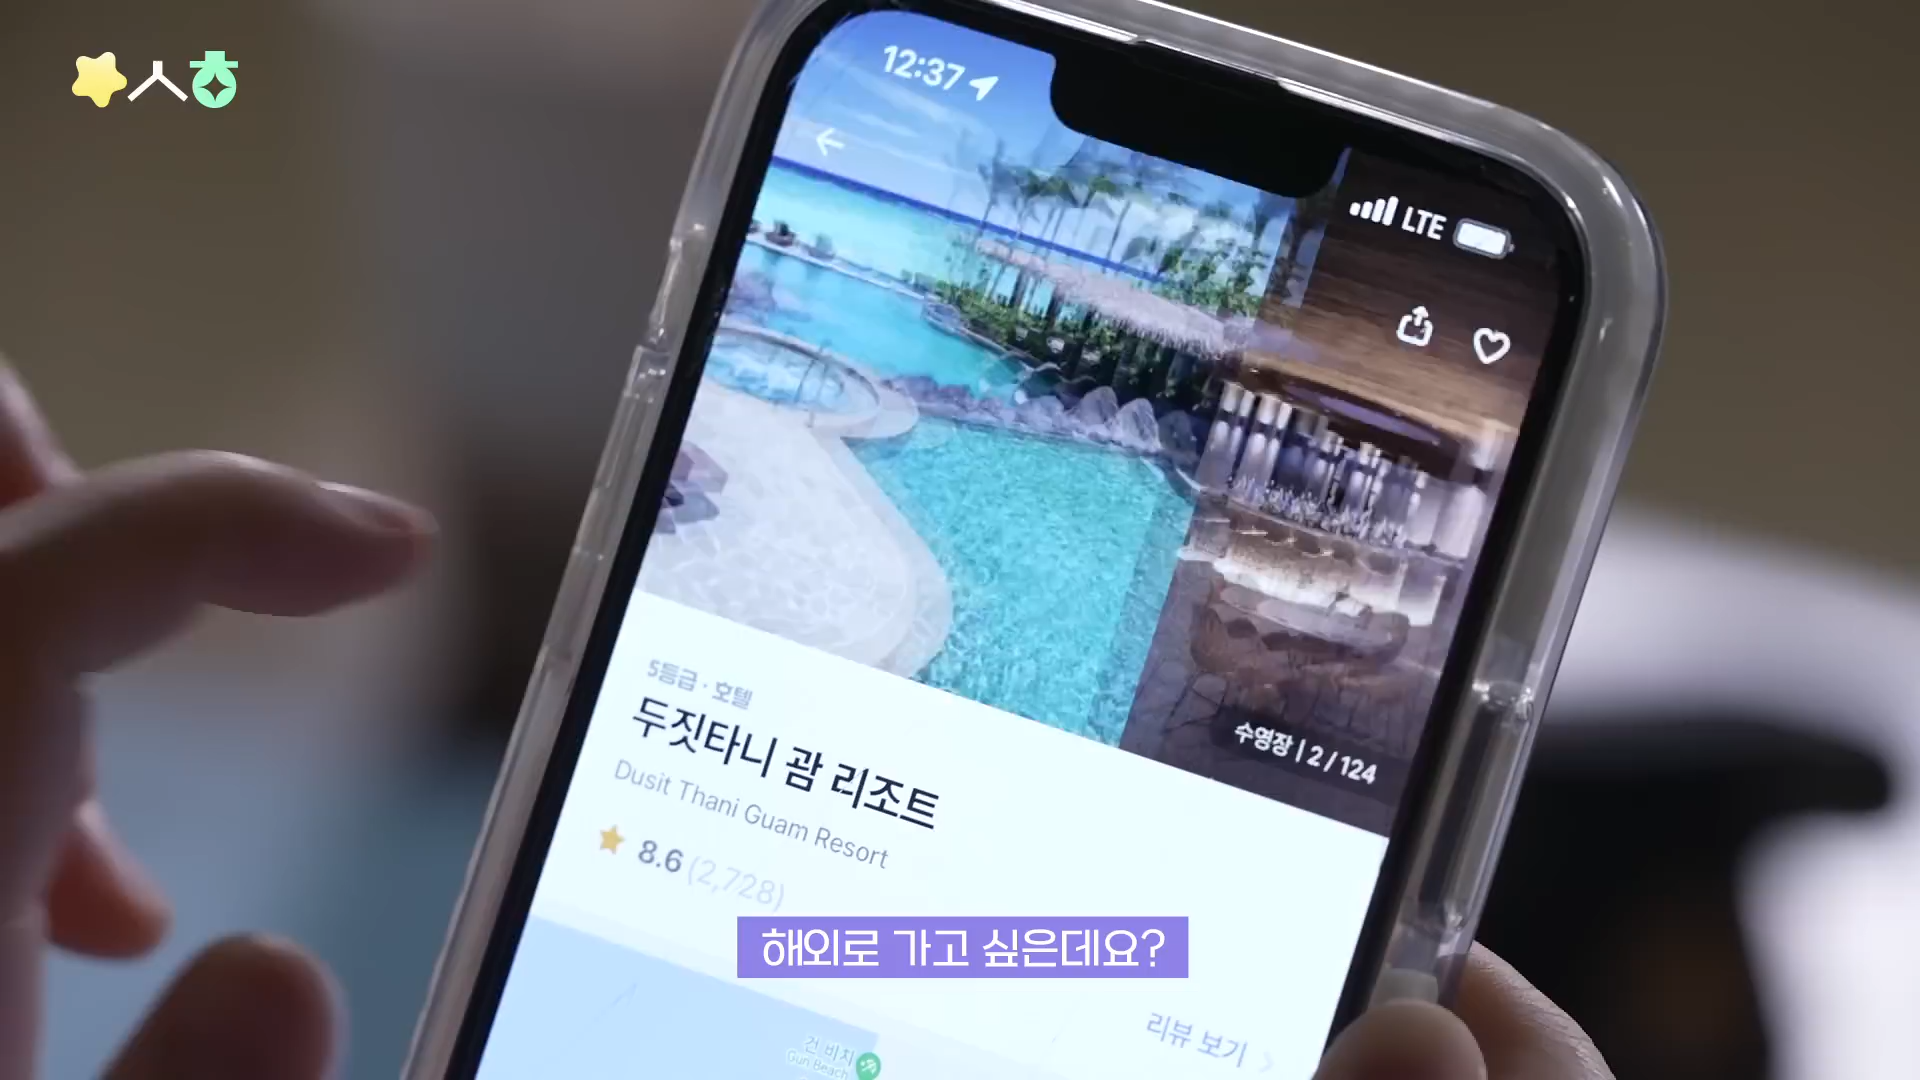 12:37
LTE
수영장 | 2 / 124
5등급 · 호텔
두짓타니 괌 리조트
Dusit Thani Guam Resort
8.6 (2,728)
해외로 가고 싶은데요?
리뷰 보기
건 비치
Gun Beach